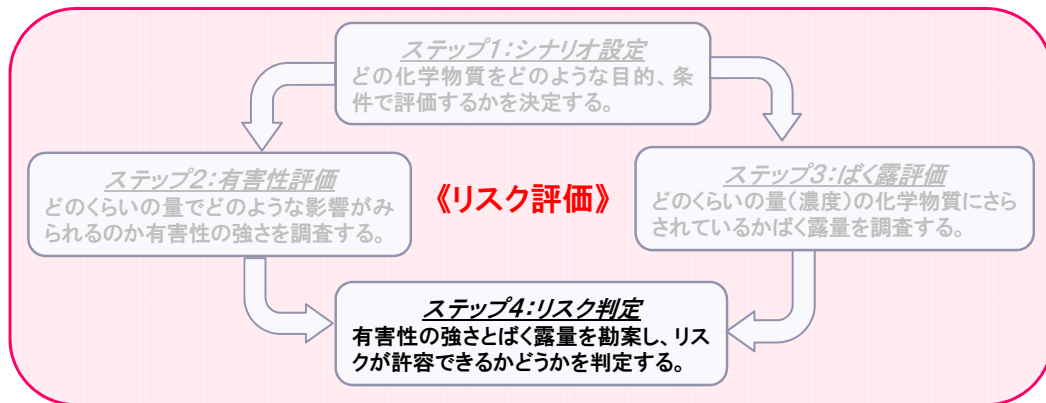 ステップ1:シナリオ設定
どの化学物質をどのような目的、条
件で評価するかを決定する。
ステップ2:有害性評価
どのくらいの量でどのような影響がみ
られるのか有害性の強さを調査する。
《リスク評価》
ステップ3:ばく露評価
どのくらいの量(濃度)の化学物質にさら
されているかばく露量を調査する。
ステップ4:リスク判定
有害性の強さとばく露量を勘案し、リス
クが許容できるかどうかを判定する。